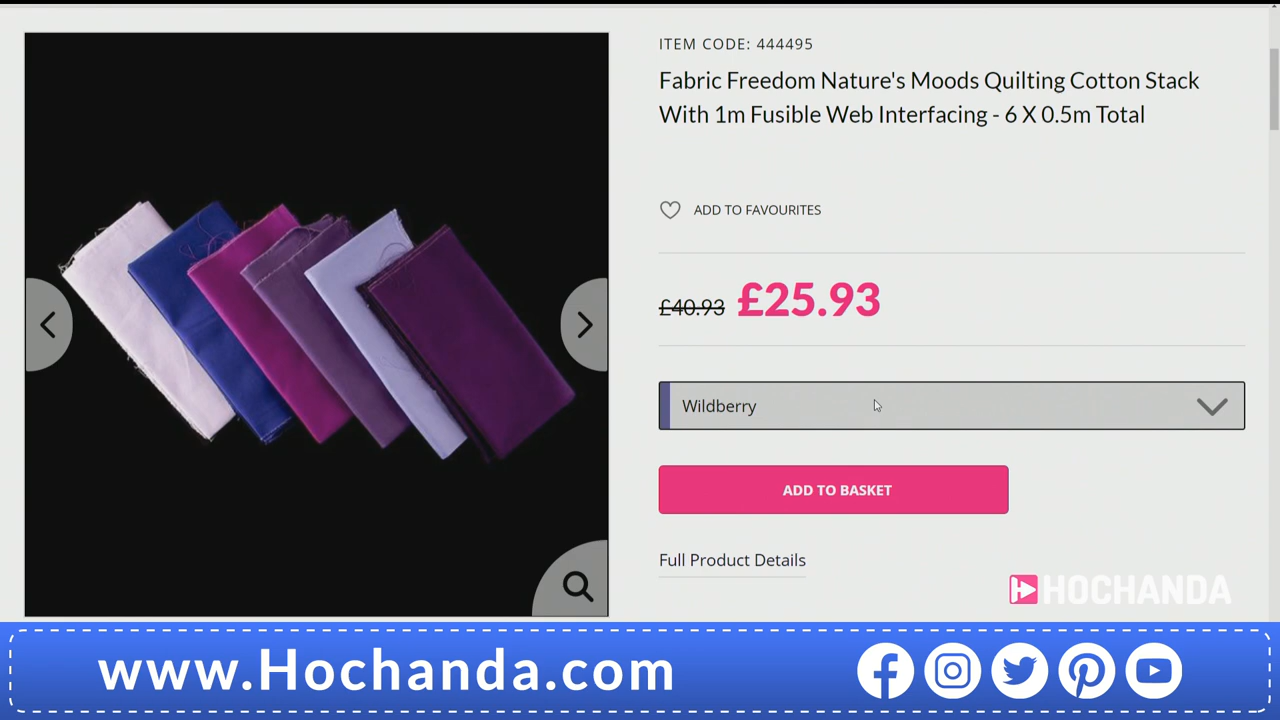 ITEM CODE: 444495
Fabric Freedom Nature's Moods Quilting Cotton Stack
With 1m Fusible Web Interfacing - 6 X 0.5m Total
ADD TO FAVOURITES
£40.93 £25.93
Wildberry
ADD TO BASKET
Full Product Details
HOCHANDA
www.Hochanda.com